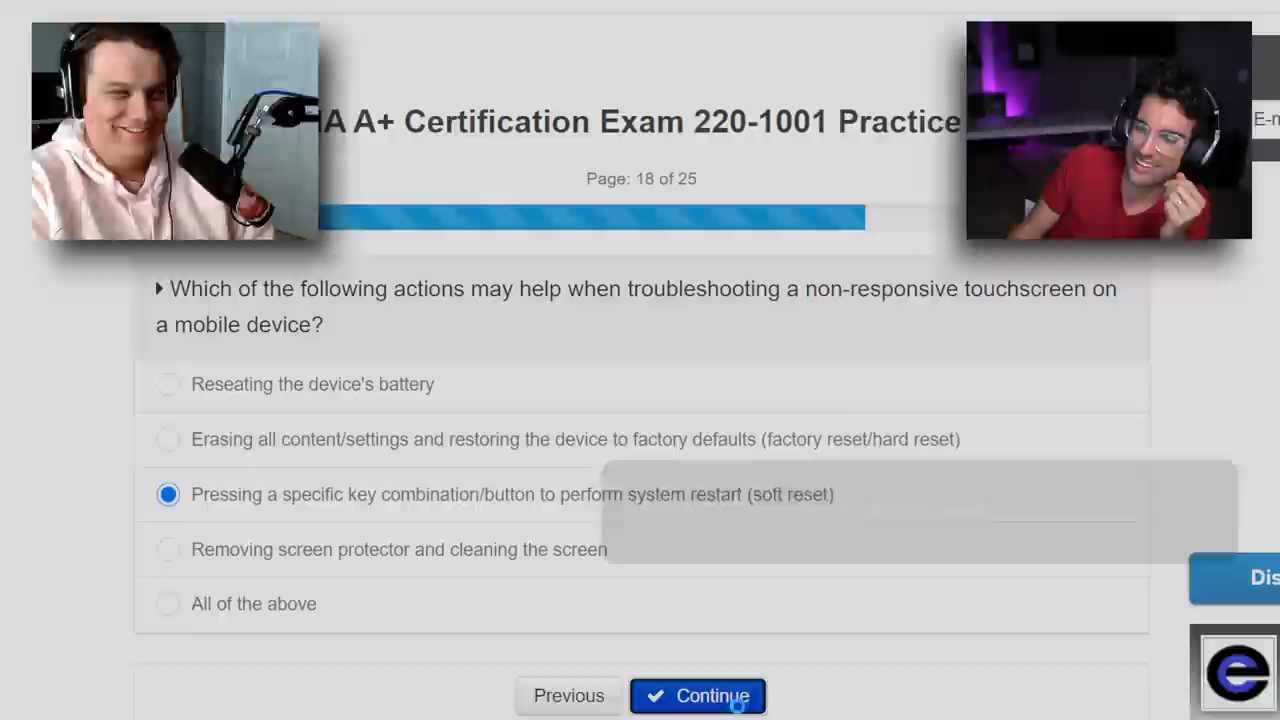 A A+ Certification Exam 220-1001 Practice
E-m
Page: 18 of 25
Which of the following actions may help when troubleshooting a non-responsive touchscreen on
a mobile device?
Reseating the device's battery
Erasing all content/settings and restoring the device to factory defaults (factory reset/hard reset)
Pressing a specific key combination/button to perform system restart (soft reset)
Removing screen protector and cleaning the screen
Dis
All of the above
Previous
Continue